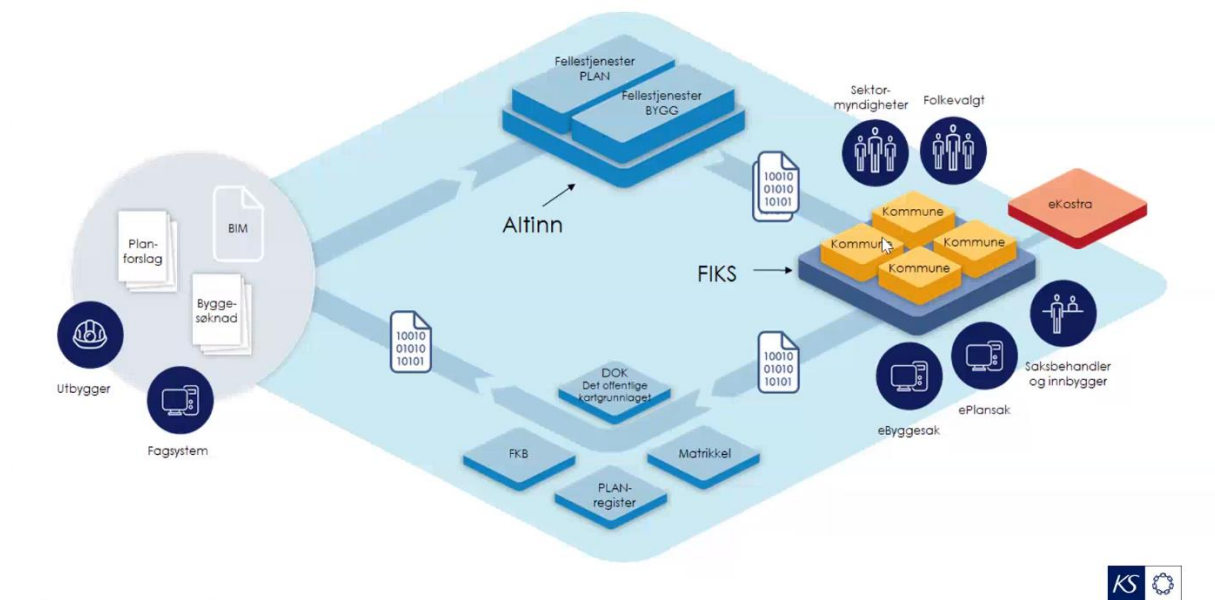 Fellestjenester
PLAN
Fellestjenester
BYGG
Sektor-
myndigheter
Folkevalgt
10010
01010
10101
Altinn
eKostra
Kommune
Kommune
Kommune
Kommune
FIKS
BIM
Plan-
forslag
Bygge-
søknad
Utbygger
Fagsystem
10010
01010
10101
10010
01010
10101
DOK
Det offentlige
kartgrunnlaget
FKB
Matrikkel
PLAN-
register
Saksbehandler
og innbygger
ePlansak
eByggesak
KS